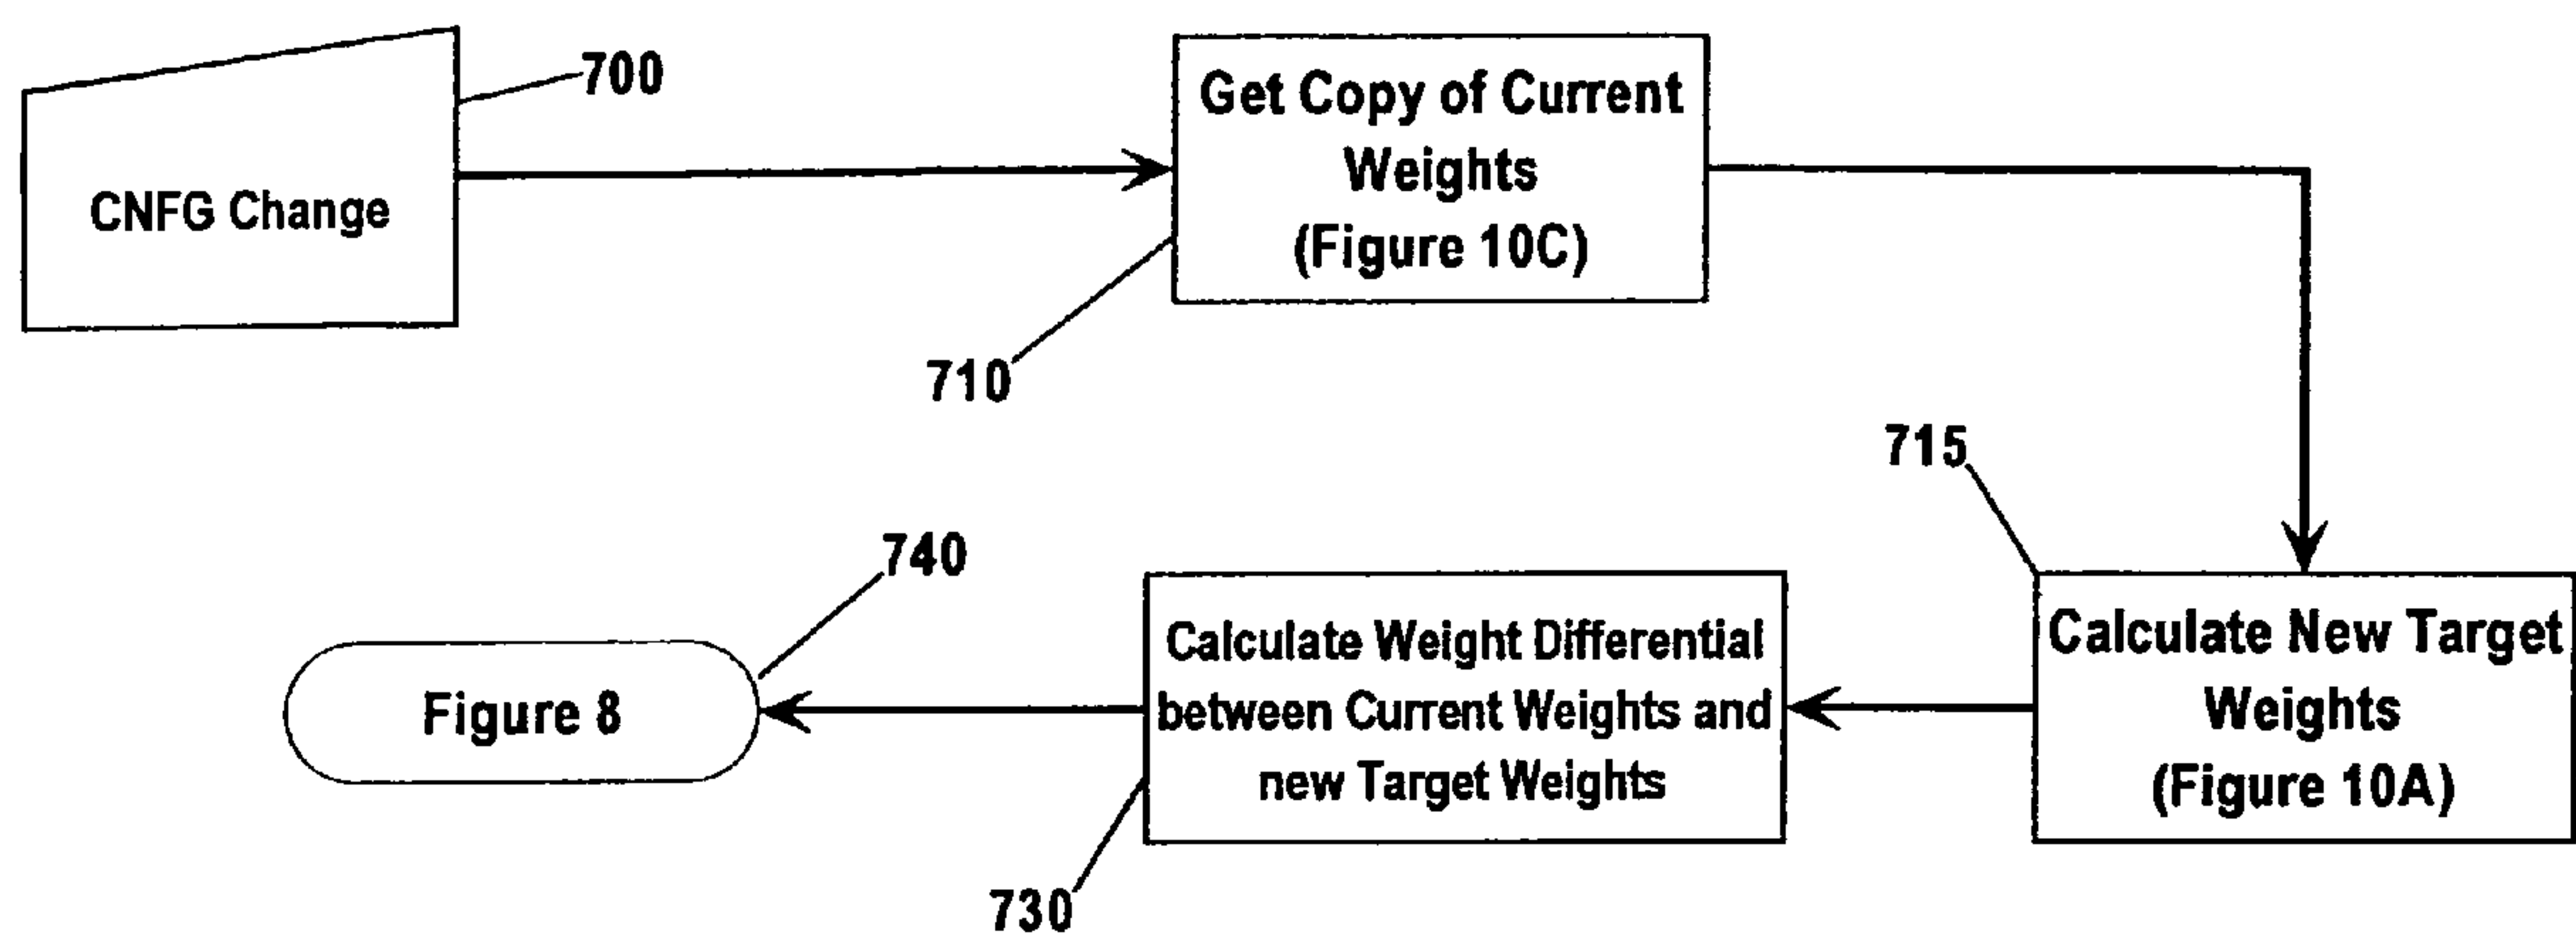 700
CNFG Change
Get Copy of Current
Weights
(Figure 10C)
710
715
Calculate New Target
Weights
(Figure 10A)
Calculate Weight Differential
between Current Weights and
new Target Weights
730
740
Figure 8